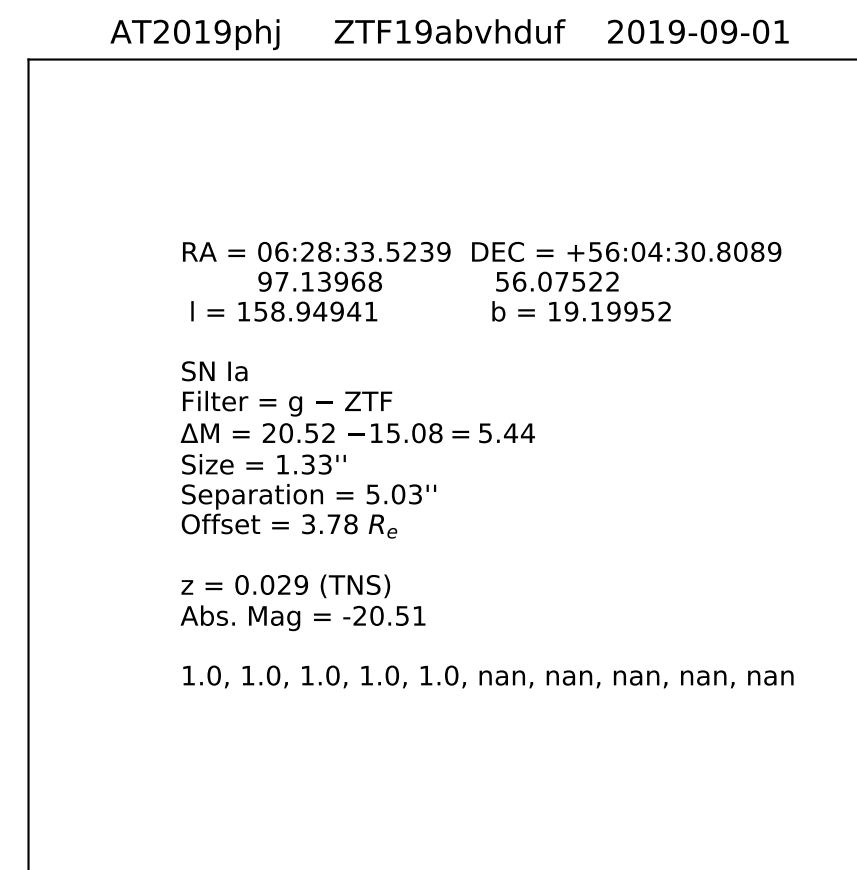 AT2019phj ZTF19abvhduf 2019-09-01
RA = 06:28:33.5239 DEC = +56:04:30.8089
97.13968 56.07522
l = 158.94941 b = 19.19952
SN Ia
Filter = g − ZTF
ΔM = 20.52 −15.08 = 5.44
Size = 1.33''
Separation = 5.03''
Offset = 3.78 Rₑ
z = 0.029 (TNS)
Abs. Mag = -20.51
1.0, 1.0, 1.0, 1.0, 1.0, nan, nan, nan, nan, nan